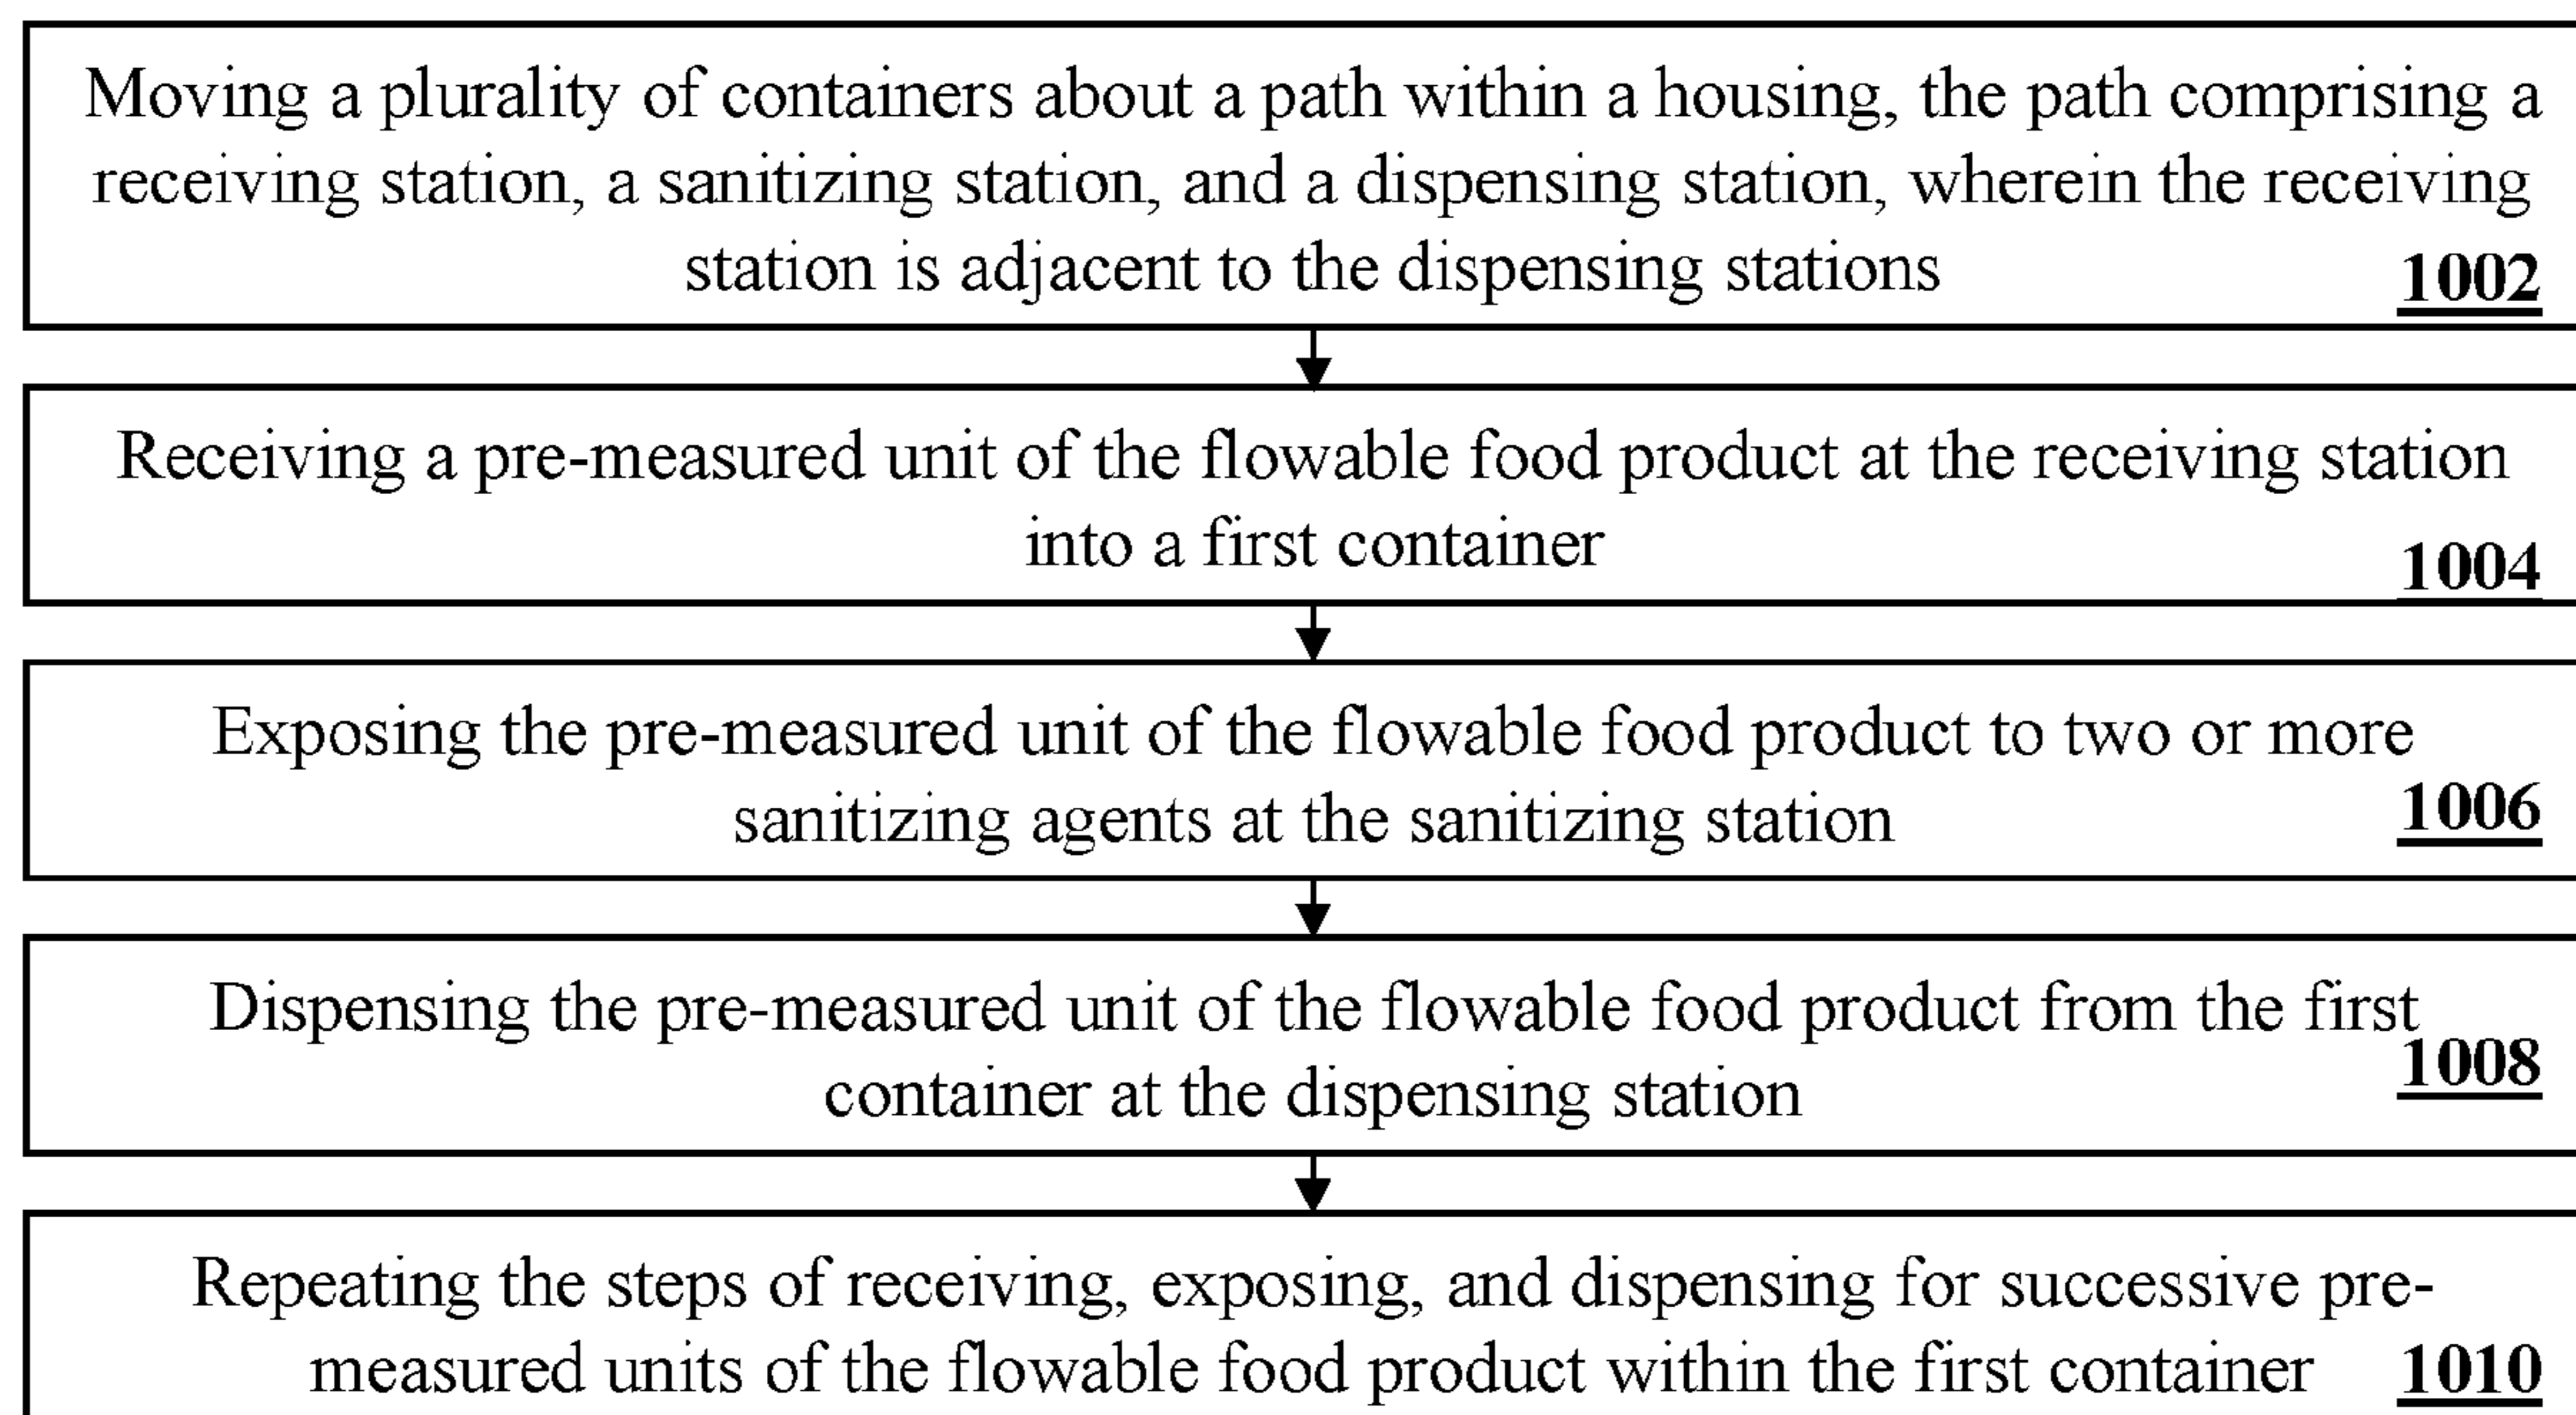 Moving a plurality of containers about a path within a housing, the path comprising a
receiving station, a sanitizing station, and a dispensing station, wherein the receiving
station is adjacent to the dispensing stations
1002
Receiving a pre-measured unit of the flowable food product at the receiving station
into a first container
1004
Exposing the pre-measured unit of the flowable food product to two or more
sanitizing agents at the sanitizing station
1006
Dispensing the pre-measured unit of the flowable food product from the first
container at the dispensing station
1008
Repeating the steps of receiving, exposing, and dispensing for successive pre-
measured units of the flowable food product within the first container
1010